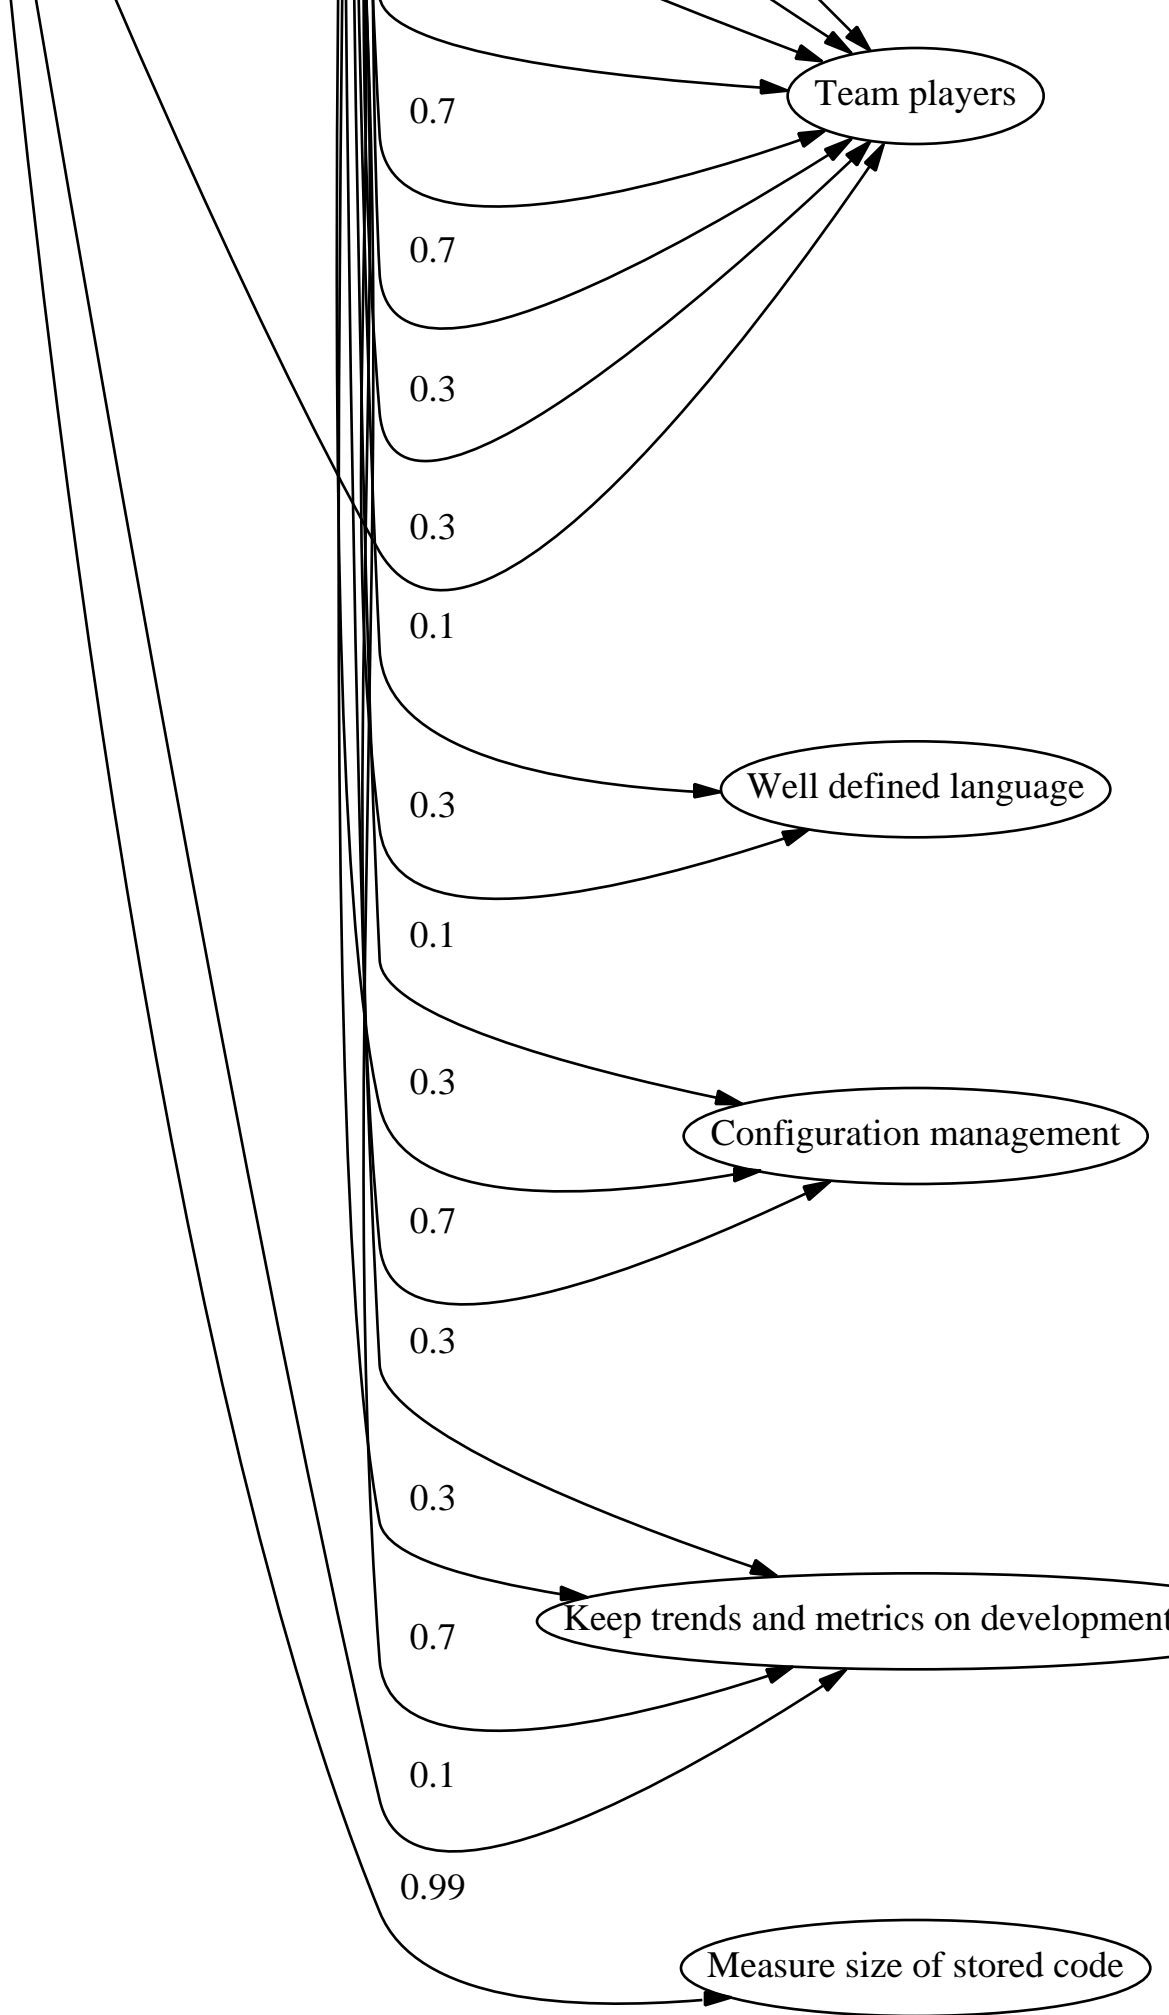 Team players
0.7
0.7
0.3
0.3
0.1
Well defined language
0.3
0.1
0.3
Configuration management
0.7
0.3
0.3
Keep trends and metrics on development
0.7
0.1
0.99
Measure size of stored code